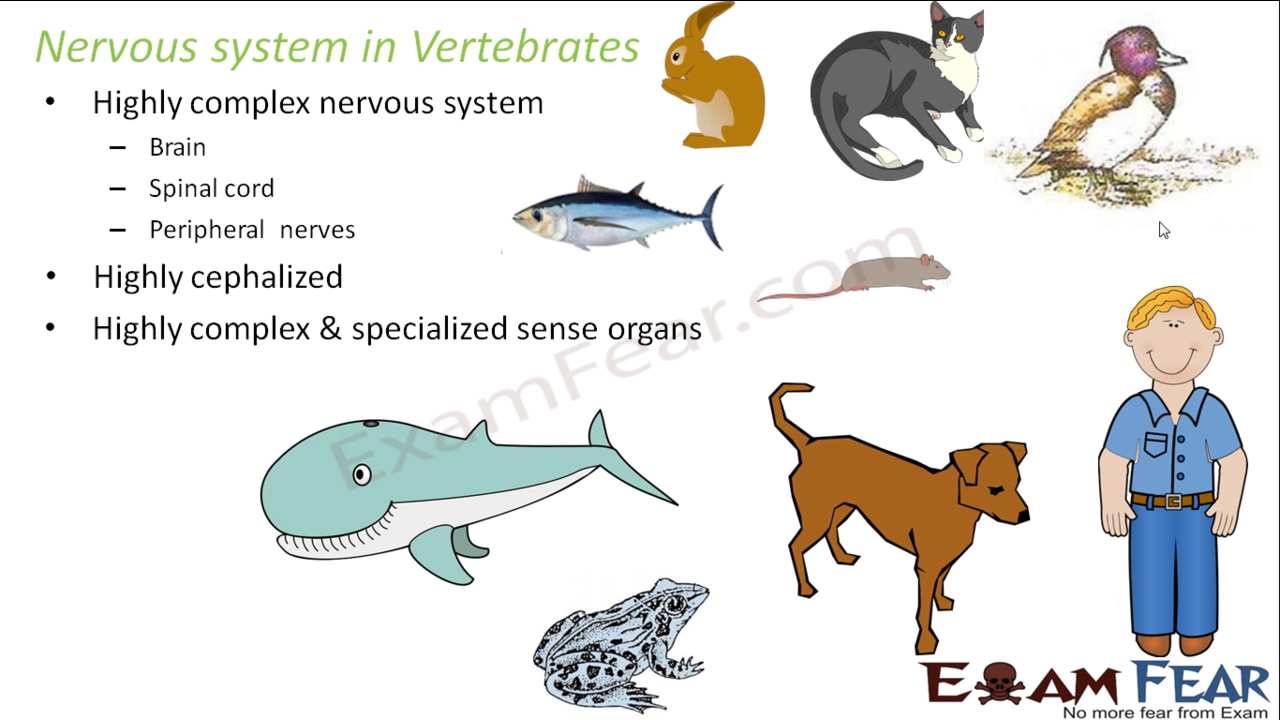 Nervous system in Vertebrates
• Highly complex nervous system
– Brain
– Spinal cord
– Peripheral nerves
• Highly cephalized
• Highly complex & specialized sense organs
ExamFear.com
EXAM FEAR
No more fear from Exam